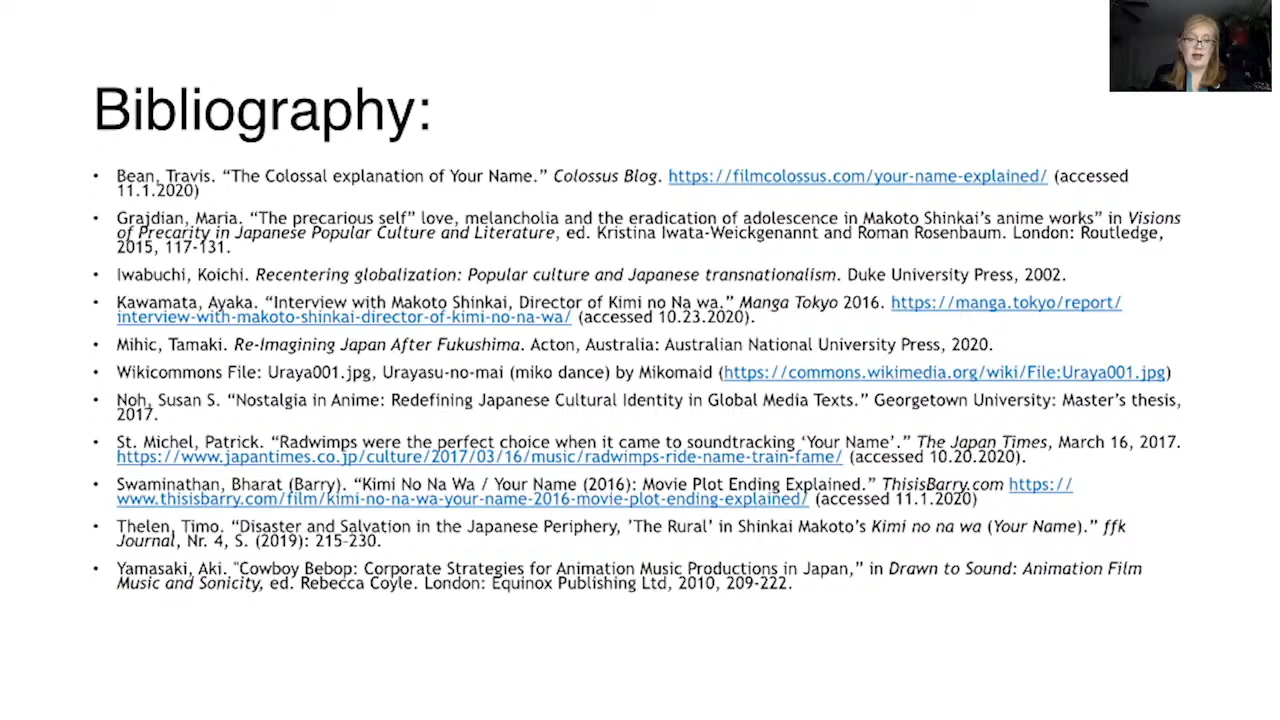 Bibliography:
• Bean, Travis. “The Colossal explanation of Your Name.” Colossus Blog. https://filmcolossus.com/your-name-explained/ (accessed
11.1.2020)
• Grajdian, Maria. “The precarious self” love, melancholia and the eradication of adolescence in Makoto Shinkai’s anime works” in Visions
of Precarity in Japanese Popular Culture and Literature, ed. Kristina Iwata-Weickgenannt and Roman Rosenbaum. London: Routledge,
2015, 117-131.
• Iwabuchi, Koichi. Recentering globalization: Popular culture and Japanese transnationalism. Duke University Press, 2002.
• Kawamata, Ayaka. “Interview with Makoto Shinkai, Director of Kimi no Na wa.” Manga Tokyo 2016. https://manga.tokyo/report/
interview-with-makoto-shinkai-director-of-kimi-no-na-wa/ (accessed 10.23.2020).
• Mihic, Tamaki. Re-Imagining Japan After Fukushima. Acton, Australia: Australian National University Press, 2020.
• Wikicommons File: Uraya001.jpg, Urayasu-no-mai (miko dance) by Mikomaid (https://commons.wikimedia.org/wiki/File:Uraya001.jpg)
• Noh, Susan S. “Nostalgia in Anime: Redefining Japanese Cultural Identity in Global Media Texts.” Georgetown University: Master’s thesis,
2017.
• St. Michel, Patrick. “Radwimps were the perfect choice when it came to soundtracking ‘Your Name’.” The Japan Times, March 16, 2017.
https://www.japantimes.co.jp/culture/2017/03/16/music/radwimps-ride-name-train-fame/ (accessed 10.20.2020).
• Swaminathan, Bharat (Barry). “Kimi No Na Wa / Your Name (2016): Movie Plot Ending Explained.” ThisisBarry.com https://
www.thisisbarry.com/film/kimi-no-na-wa-your-name-2016-movie-plot-ending-explained/ (accessed 11.1.2020)
• Thelen, Timo. “Disaster and Salvation in the Japanese Periphery, ’The Rural’ in Shinkai Makoto’s Kimi no na wa (Your Name).” ffk
Journal, Nr. 4, S. (2019): 215–230.
• Yamasaki, Aki. "Cowboy Bebop: Corporate Strategies for Animation Music Productions in Japan,” in Drawn to Sound: Animation Film
Music and Sonicity, ed. Rebecca Coyle. London: Equinox Publishing Ltd, 2010, 209-222.